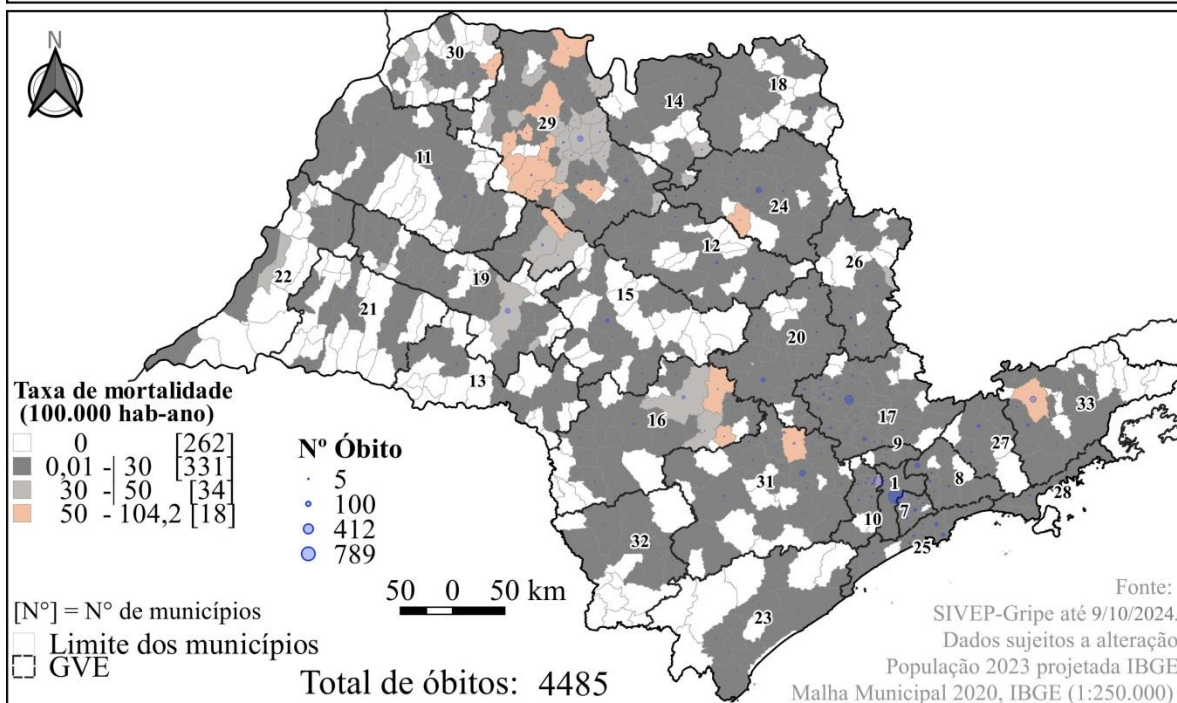 N
30
29
14
18
11
24
12
26
22
19
21
15
20
13
16
17
9
33
27
8
1
7
10
28
25
31
32
23
Taxa de mortalidade
(100.000 hab-ano)
0 [262]
0,01 -| 30 [331]
30 -| 50 [34]
50 - 104,2 [18]
Nº Óbito
5
100
412
789
50 0 50 km
[N°] = N° de municípios
Limite dos municípios
GVE
Total de óbitos: 4485
Fonte:
SIVEP-Gripe até 9/10/2024.
Dados sujeitos a alteração
População 2023 projetada IBGE
Malha Municipal 2020, IBGE (1:250.000)